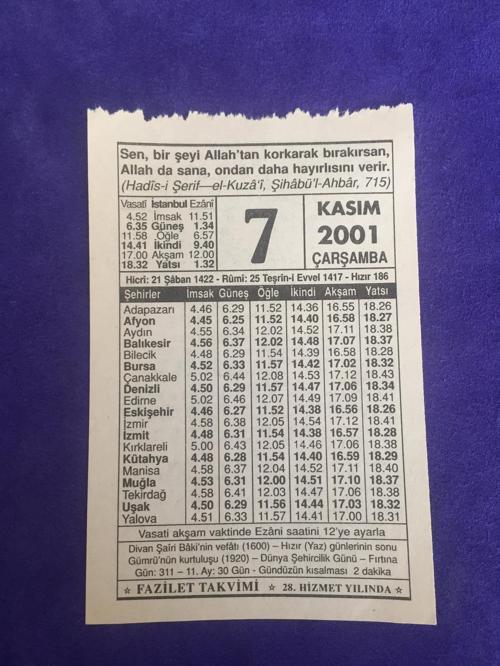 Sen, bir şeyi Allah'tan korkarak bırakırsan,
Allah da sana, ondan daha hayırlısını verir.
(Hadîs-i Şerif—el-Kuzâ'î, Şihâbü'l-Ahbâr, 715)
Vasatî İstanbul Ezânî
4.52 İmsak 11.51
6.35 Güneş 1.34
11.58 Öğle 6.57
14.41 İkindi 9.40
17.00 Akşam 12.00
18.32 Yatsı 1.32
7
KASIM
2001
ÇARŞAMBA
Hicrî: 21 Şâban 1422 - Rûmî: 25 Teşrîn-i Evvel 1417 - Hızır 186
Şehirler İmsak Güneş Öğle İkindi Akşam Yatsı
Adapazarı 4.46 6.29 11.52 14.36 16.55 18.26
Afyon 4.45 6.25 11.52 14.40 16.58 18.27
Aydın 4.55 6.34 12.02 14.52 17.11 18.38
Balıkesir 4.56 6.37 12.02 14.48 17.07 18.37
Bilecik 4.48 6.29 11.54 14.39 16.58 18.28
Bursa 4.52 6.33 11.57 14.42 17.02 18.32
Çanakkale 5.02 6.44 12.08 14.53 17.12 18.43
Denizli 4.50 6.29 11.57 14.47 17.06 18.34
Edirne 5.02 6.46 12.07 14.49 17.09 18.41
Eskişehir 4.46 6.27 11.52 14.38 16.56 18.26
İzmir 4.58 6.38 12.05 14.54 17.12 18.41
İzmit 4.48 6.31 11.54 14.38 16.57 18.28
Kırklareli 5.00 6.43 12.05 14.46 17.06 18.38
Kütahya 4.48 6.28 11.54 14.40 16.59 18.29
Manisa 4.58 6.37 12.04 14.52 17.11 18.40
Muğla 4.53 6.31 12.00 14.51 17.10 18.37
Tekirdağ 4.58 6.41 12.03 14.47 17.06 18.38
Uşak 4.50 6.29 11.56 14.44 17.03 18.32
Yalova 4.51 6.33 11.57 14.41 17.00 18.31
Vasati akşam vaktinde Ezâni saatini 12'ye ayarla
Divan Şaîri Bâki'nin vefâtı (1600) – Hızır (Yaz) günlerinin sonu
Gümrü'nün kurtuluşu (1920) – Dünya Şehircilik Günü – Fırtına
Gün: 311 – 11. Ay: 30 Gün - Gündüzün kısalması 2 dakika
☆ FAZİLET TAKVİMİ ☆ 28. HİZMET YILINDA ☆